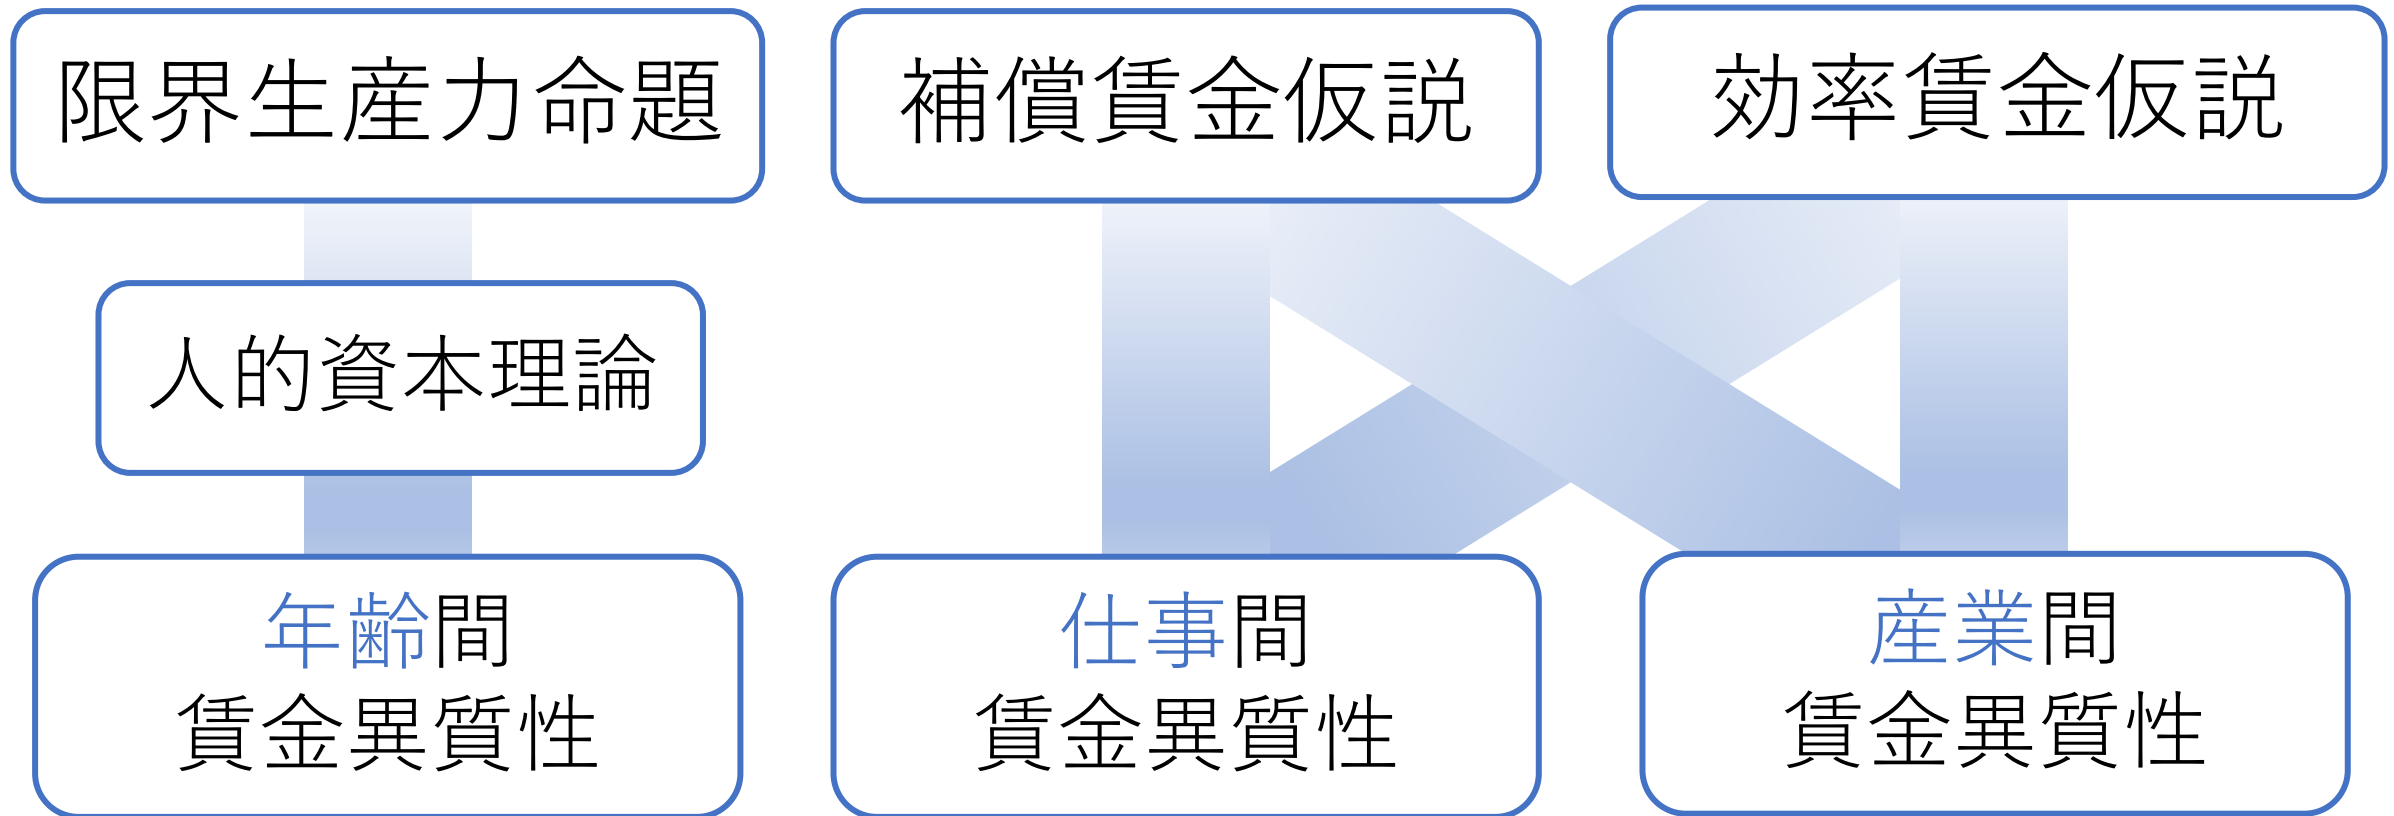 限界生産力命題
補償賃金仮説
効率賃金仮説
人的資本理論
年齢間
賃金異質性
仕事間
賃金異質性
産業間
賃金異質性